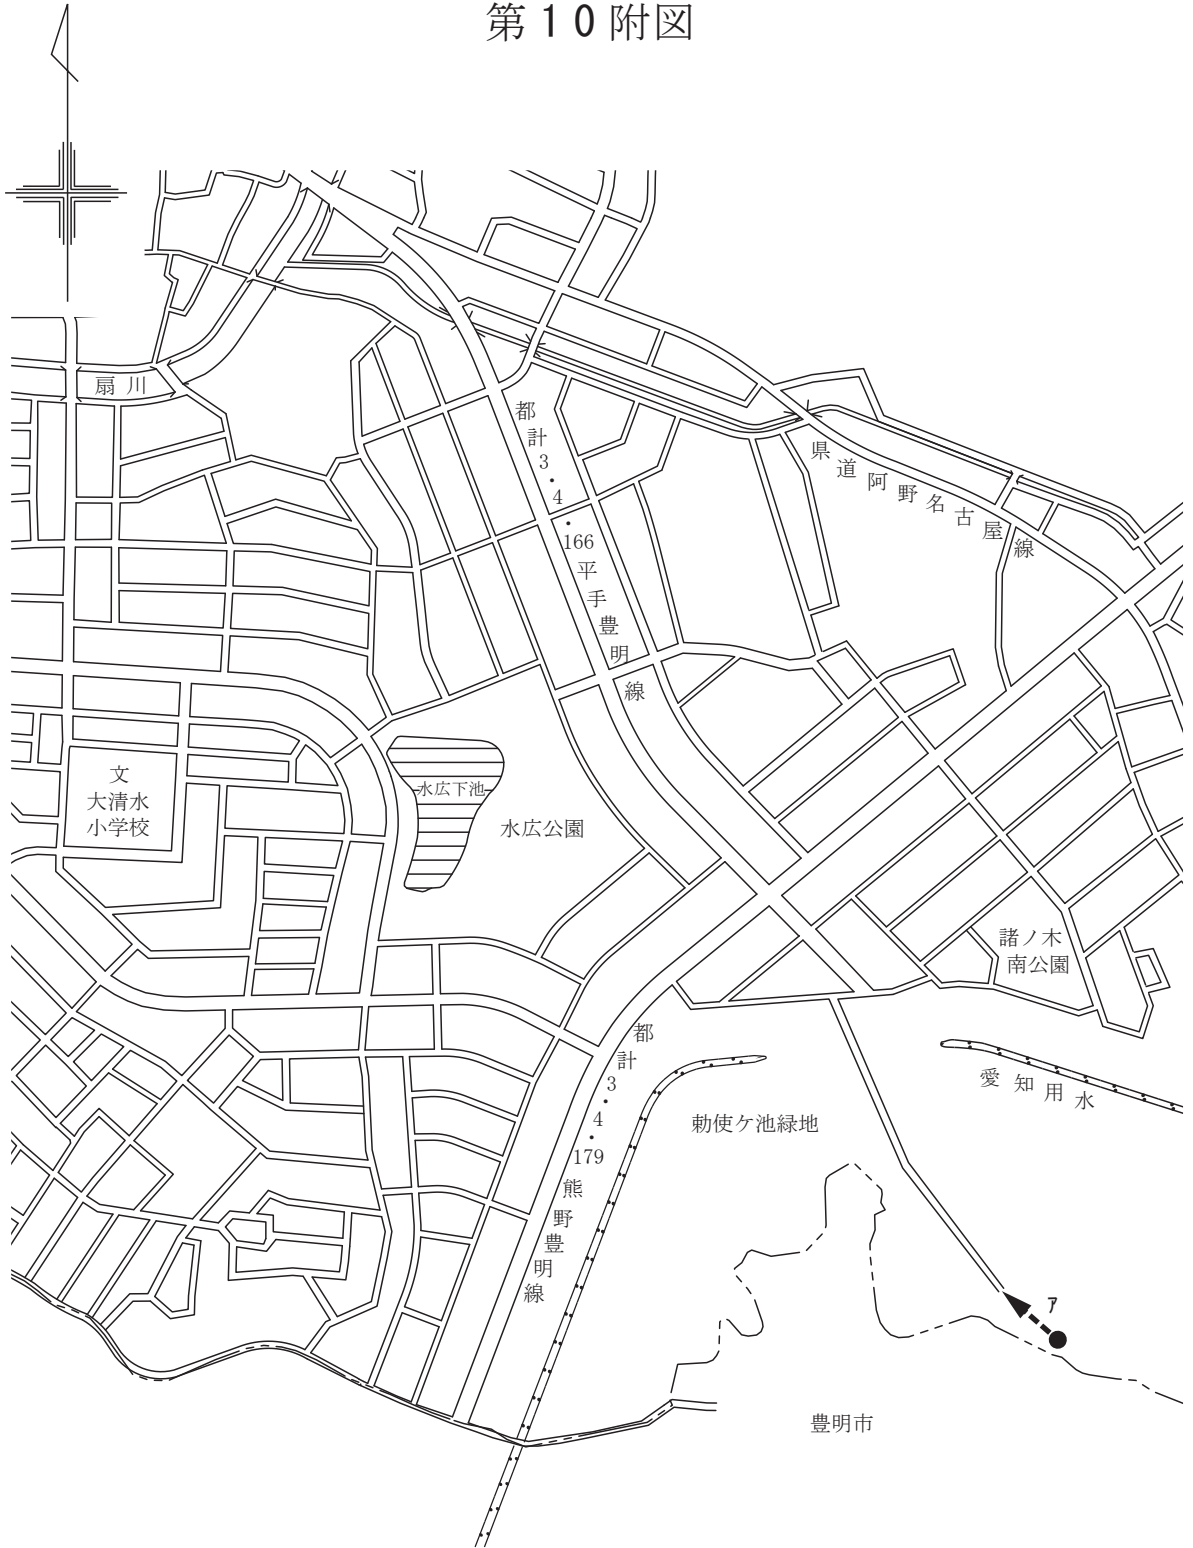 第１０附図
扇川
都計3・4・166平手豊明線
県道阿野名古屋線
文
大清水
小学校
水広下池
水広公園
諸ノ木
南公園
都計3・4・179熊野豊明線
愛知用水
勅使ケ池緑地
ア
豊明市